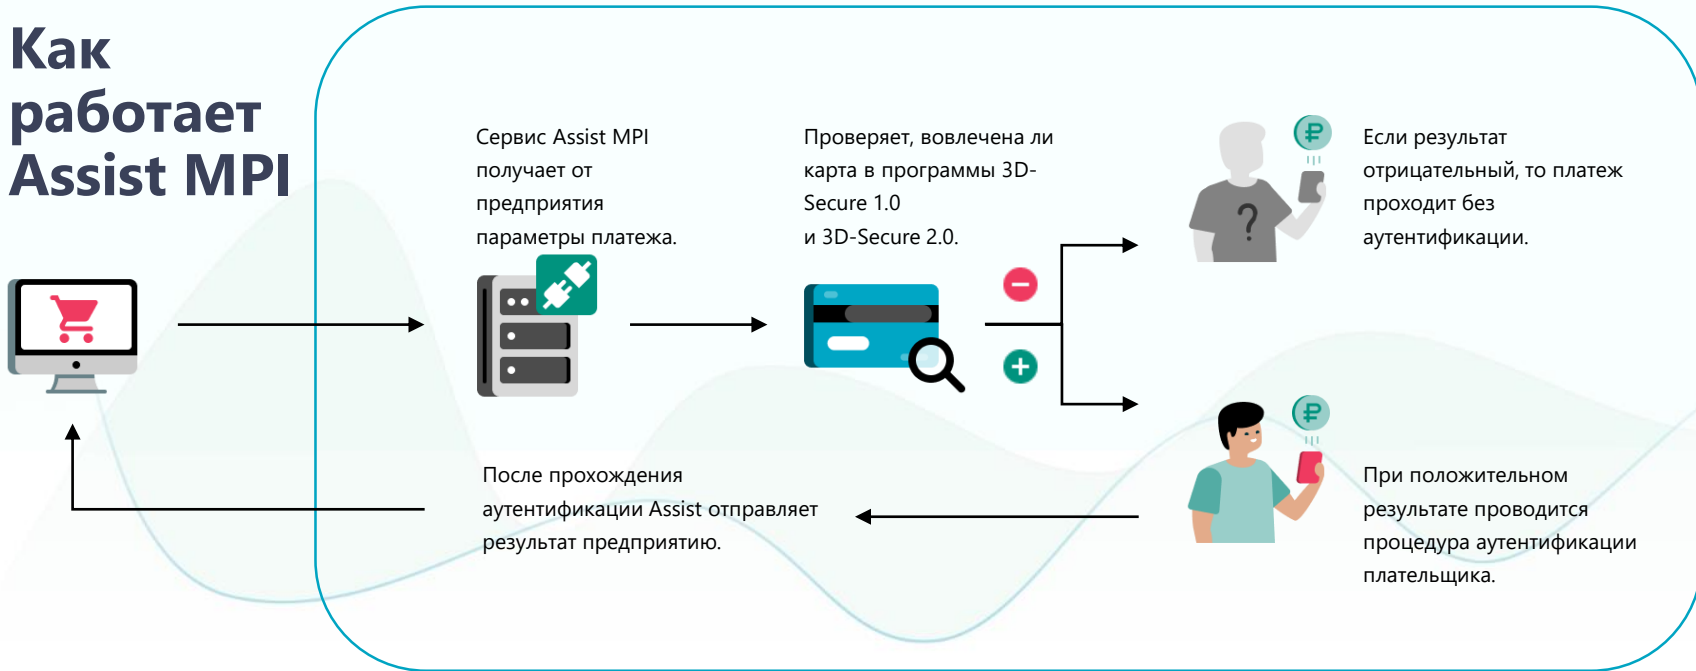 Как
работает
Assist MPI
Сервис Assist MPI
получает от
предприятия
параметры платежа.
Проверяет, вовлечена ли
карта в программы 3D-
Secure 1.0
и 3D-Secure 2.0.
Если результат
отрицательный, то платеж
проходит без
аутентификации.
?
После прохождения
аутентификации Assist отправляет
результат предприятию.
При положительном
результате проводится
процедура аутентификации
плательщика.